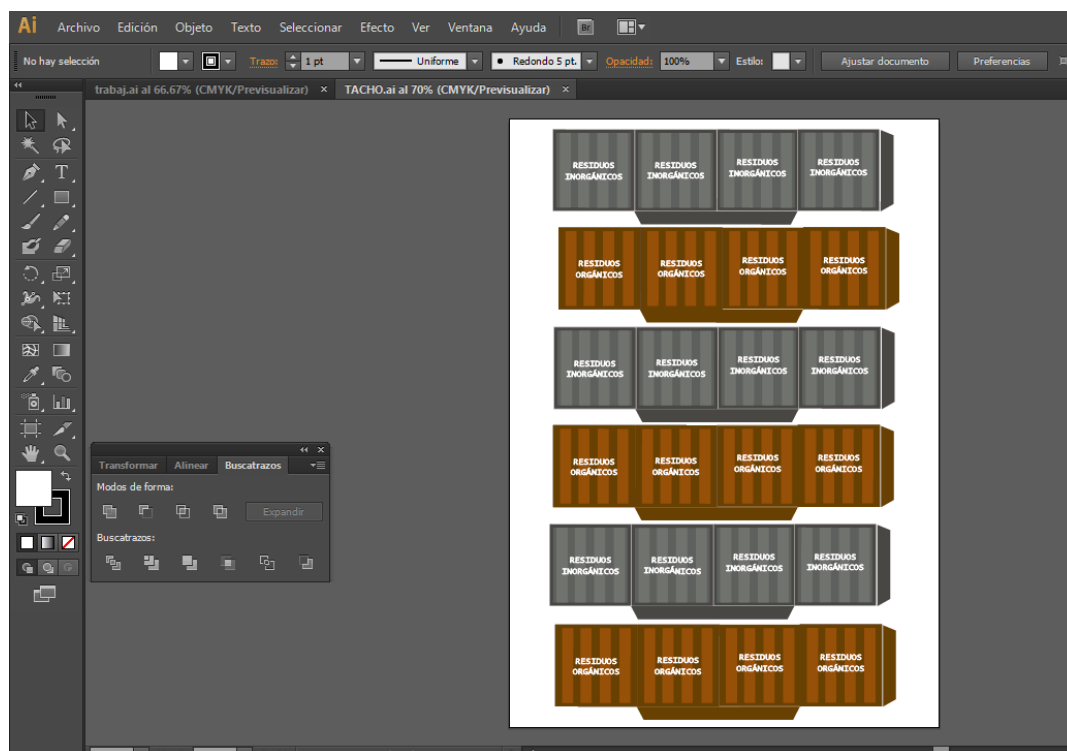 Ai Archivo Edición Objeto Texto Seleccionar Efecto Ver Ventana Ayuda Br
No hay selección Trazo: 1 pt Uniforme Redondo 5 pt. Opacidad: 100% Estilo: Ajustar documento Preferencias
trabaj.ai al 66.67% (CMYK/Previsualizar) × TACHO.ai al 70% (CMYK/Previsualizar) ×
RESIDUOS RESIDUOS RESIDUOS RESIDUOS
INORGÁNICOS INORGÁNICOS INORGÁNICOS INORGÁNICOS
RESIDUOS RESIDUOS RESIDUOS RESIDUOS
ORGÁNICOS ORGÁNICOS ORGÁNICOS ORGÁNICOS
RESIDUOS RESIDUOS RESIDUOS RESIDUOS
INORGÁNICOS INORGÁNICOS INORGÁNICOS INORGÁNICOS
RESIDUOS RESIDUOS RESIDUOS RESIDUOS
ORGÁNICOS ORGÁNICOS ORGÁNICOS ORGÁNICOS
RESIDUOS RESIDUOS RESIDUOS RESIDUOS
INORGÁNICOS INORGÁNICOS INORGÁNICOS INORGÁNICOS
RESIDUOS RESIDUOS RESIDUOS RESIDUOS
ORGÁNICOS ORGÁNICOS ORGÁNICOS ORGÁNICOS
Transformar Alinear Buscatrazos
Modos de forma:
Expandir
Buscatrazos: